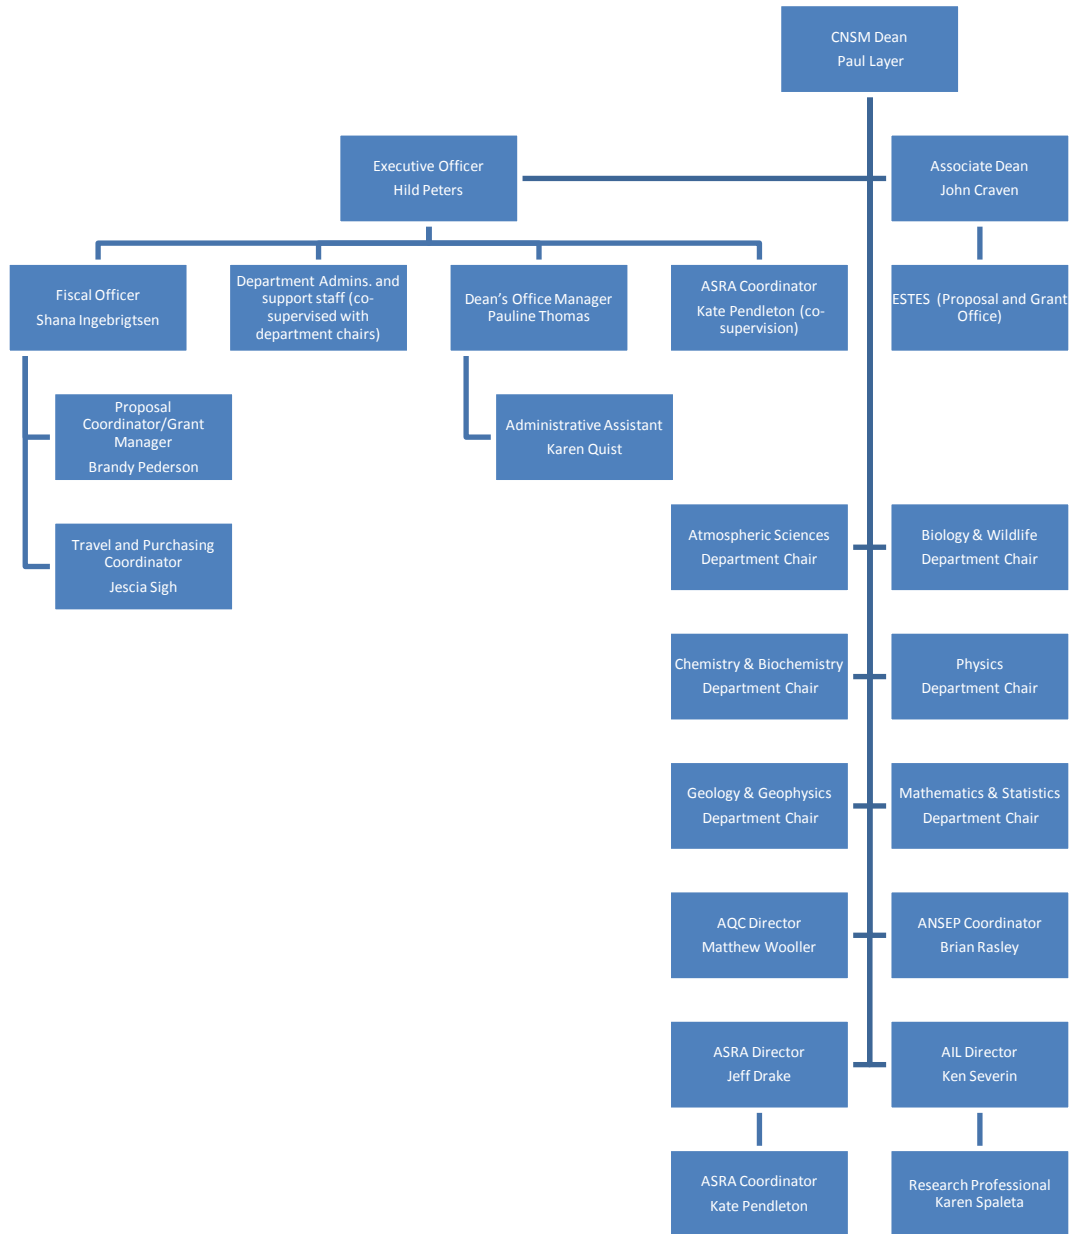 CNSM Dean
Paul Layer
Executive Officer
Hild Peters
Associate Dean
John Craven
Fiscal Officer
Shana Ingebrigtsen
Department Admins. and
support staff (co-
supervised with
department chairs)
Dean’s Office Manager
Pauline Thomas
ASRA Coordinator
Kate Pendleton (co-
supervision)
ESTES  (Proposal and Grant
Office)
Proposal
Coordinator/Grant
Manager
Brandy Pederson
Administrative Assistant
Karen Quist
Travel and Purchasing
Coordinator
Jescia Sigh
Atmospheric Sciences
Department Chair
Biology & Wildlife
Department Chair
Chemistry & Biochemistry
Department Chair
Physics
Department Chair
Geology & Geophysics
Department Chair
Mathematics & Statistics
Department Chair
AQC Director
Matthew Wooller
ANSEP Coordinator
Brian Rasley
ASRA Director
Jeff Drake
AIL Director
Ken Severin
ASRA Coordinator
Kate Pendleton
Research Professional
Karen Spaleta